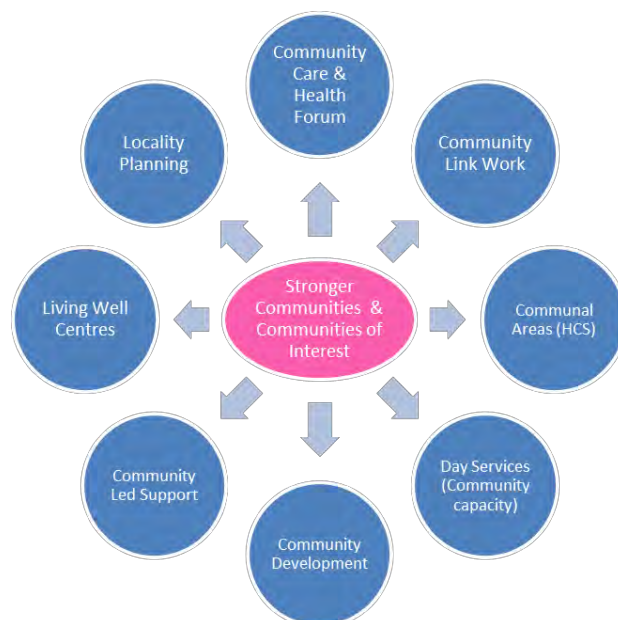 Community
Care &
Health
Forum
Community
Link Work
Communal
Areas (HCS)
Day Services
(Community
capacity)
Community
Development
Community
Led Support
Living Well
Centres
Locality
Planning
Stronger
Communities &
Communities of
Interest